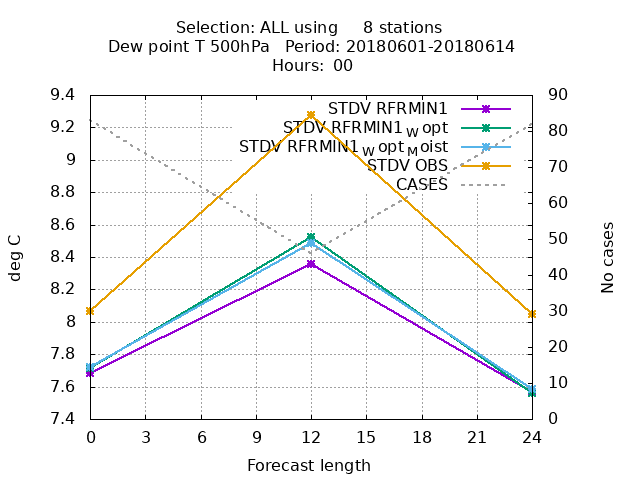 Selection: ALL using 8 stations
Dew point T 500hPa Period: 20180601-20180614
Hours: 00
STDV RFRMIN1
STDV RFRMIN1_W opt
STDV RFRMIN1_W opt_M oist
STDV OBS
CASES
9.4
9.2
9
8.8
8.6
8.4
8.2
8
7.8
7.6
7.4
deg C
90
80
70
60
50
40
30
20
10
0
No cases
0 3 6 9 12 15 18 21 24
Forecast length